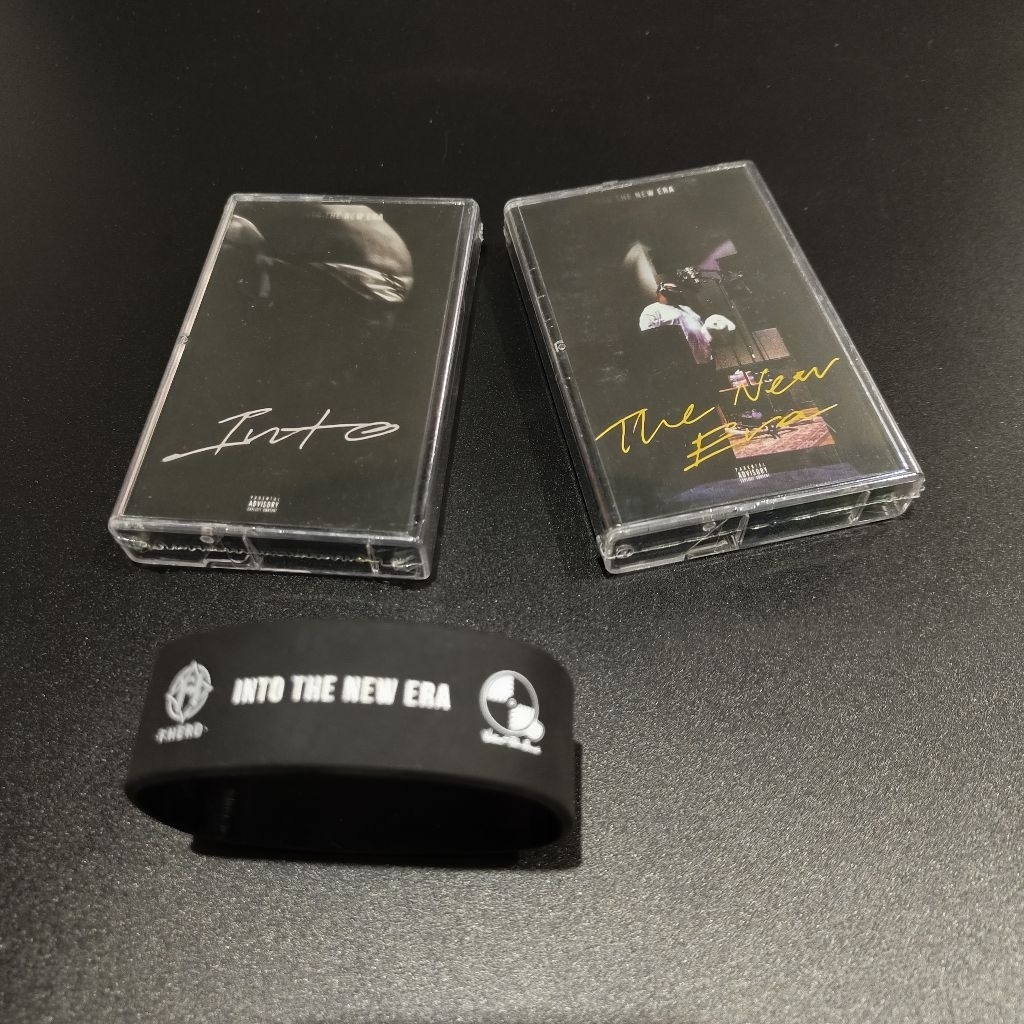 THE NEW ERA
Into
PARENTAL
ADVISORY
EXPLICIT CONTENT
THE NEW ERA
The New
Era
PARENTAL
ADVISORY
EXPLICIT CONTENT
INTO THE NEW ERA